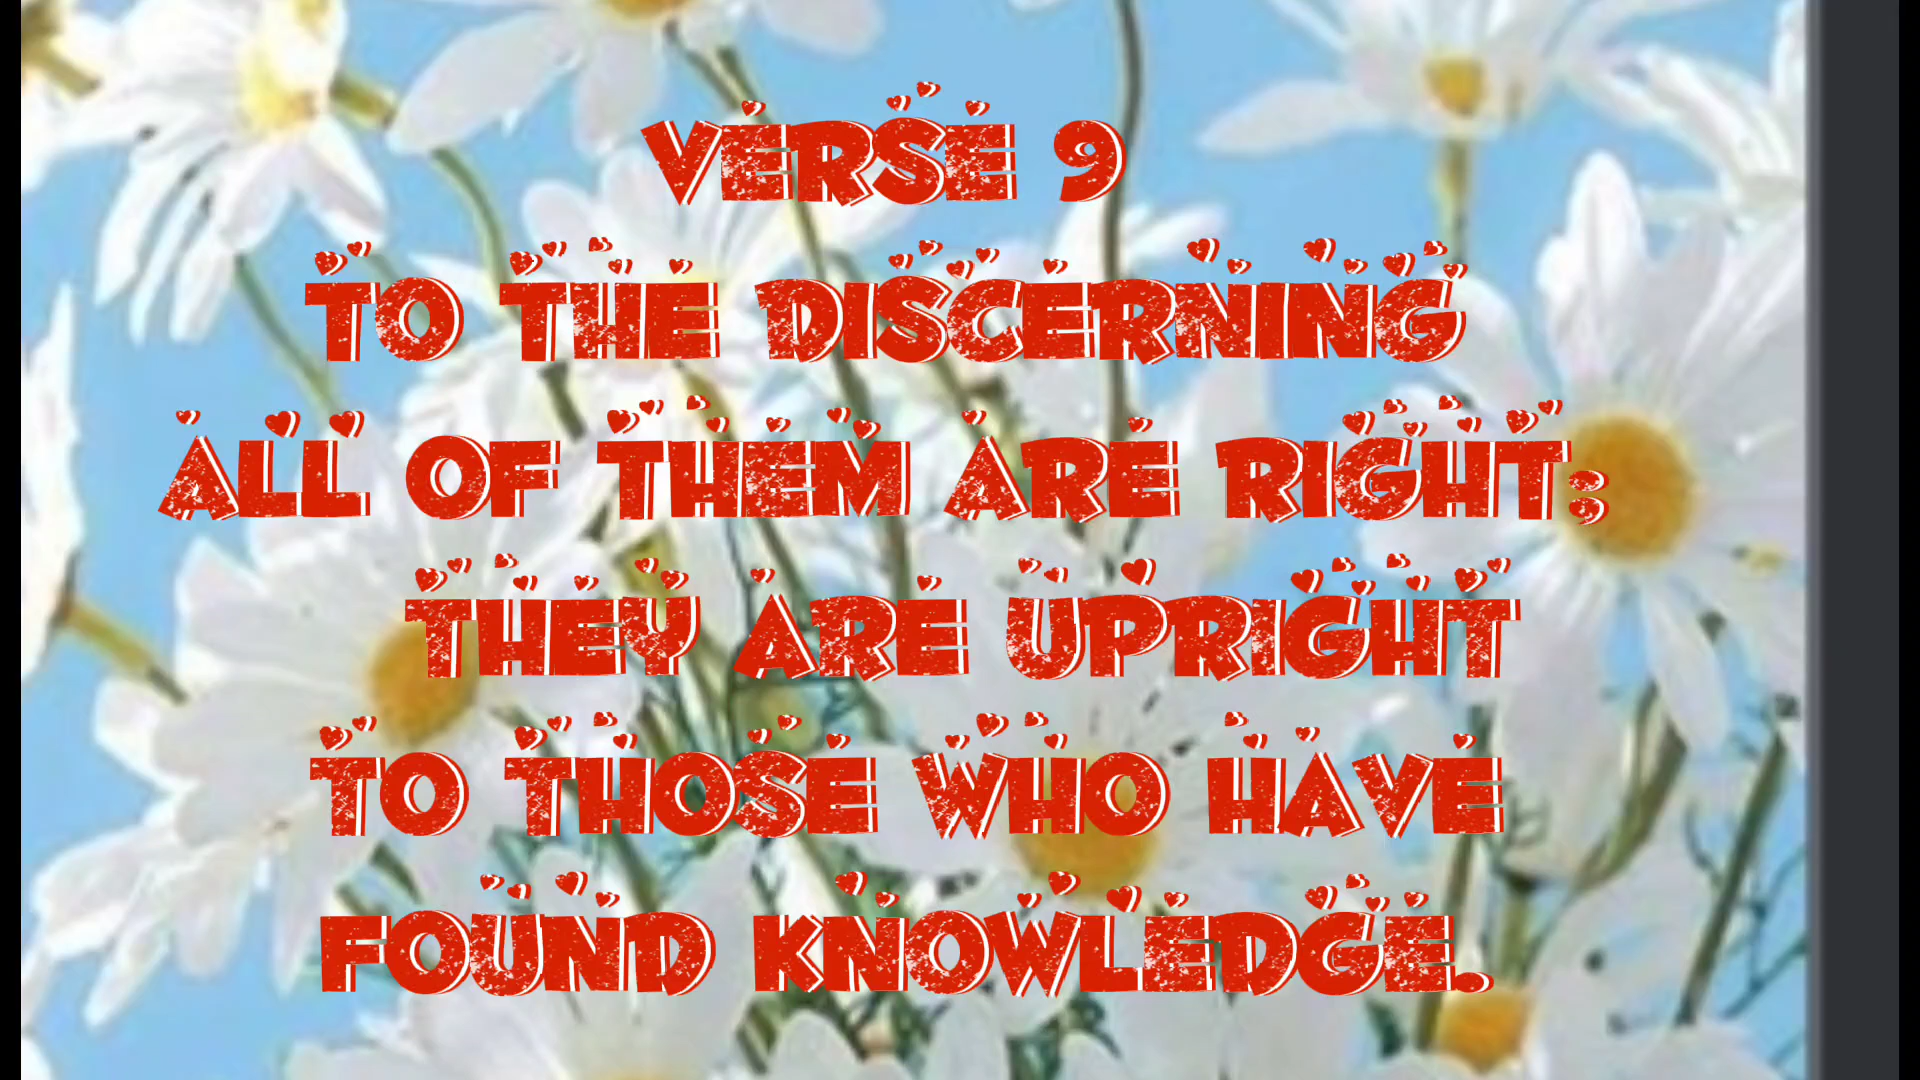 VERSE 9
TO THE DISCERNING
ALL OF THEM ARE RIGHT;
THEY ARE UPRIGHT
TO THOSE WHO HAVE
FOUND KNOWLEDGE.